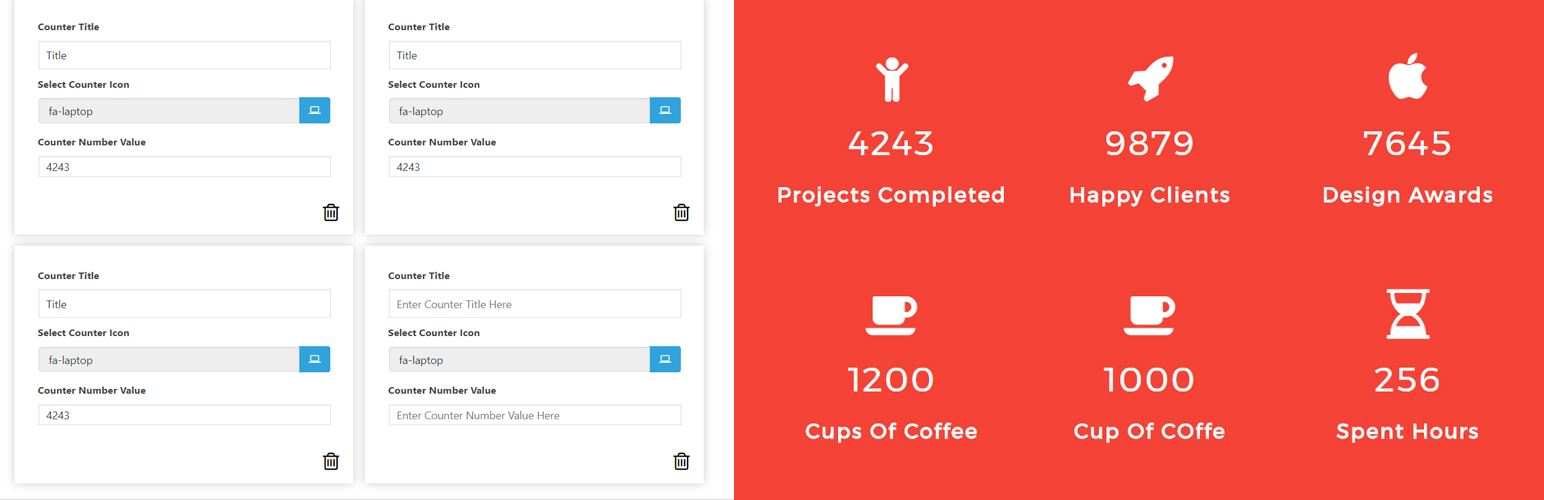 Counter Title
Title
Select Counter Icon
fa-laptop
Counter Number Value
4243
Counter Title
Title
Select Counter Icon
fa-laptop
Counter Number Value
4243
Counter Title
Title
Select Counter Icon
fa-laptop
Counter Number Value
4243
Counter Title
Enter Counter Title Here
Select Counter Icon
fa-laptop
Counter Number Value
Enter Counter Number Value Here
4243
Projects Completed
9879
Happy Clients
7645
Design Awards
1200
Cups Of Coffee
1000
Cup Of COffe
256
Spent Hours